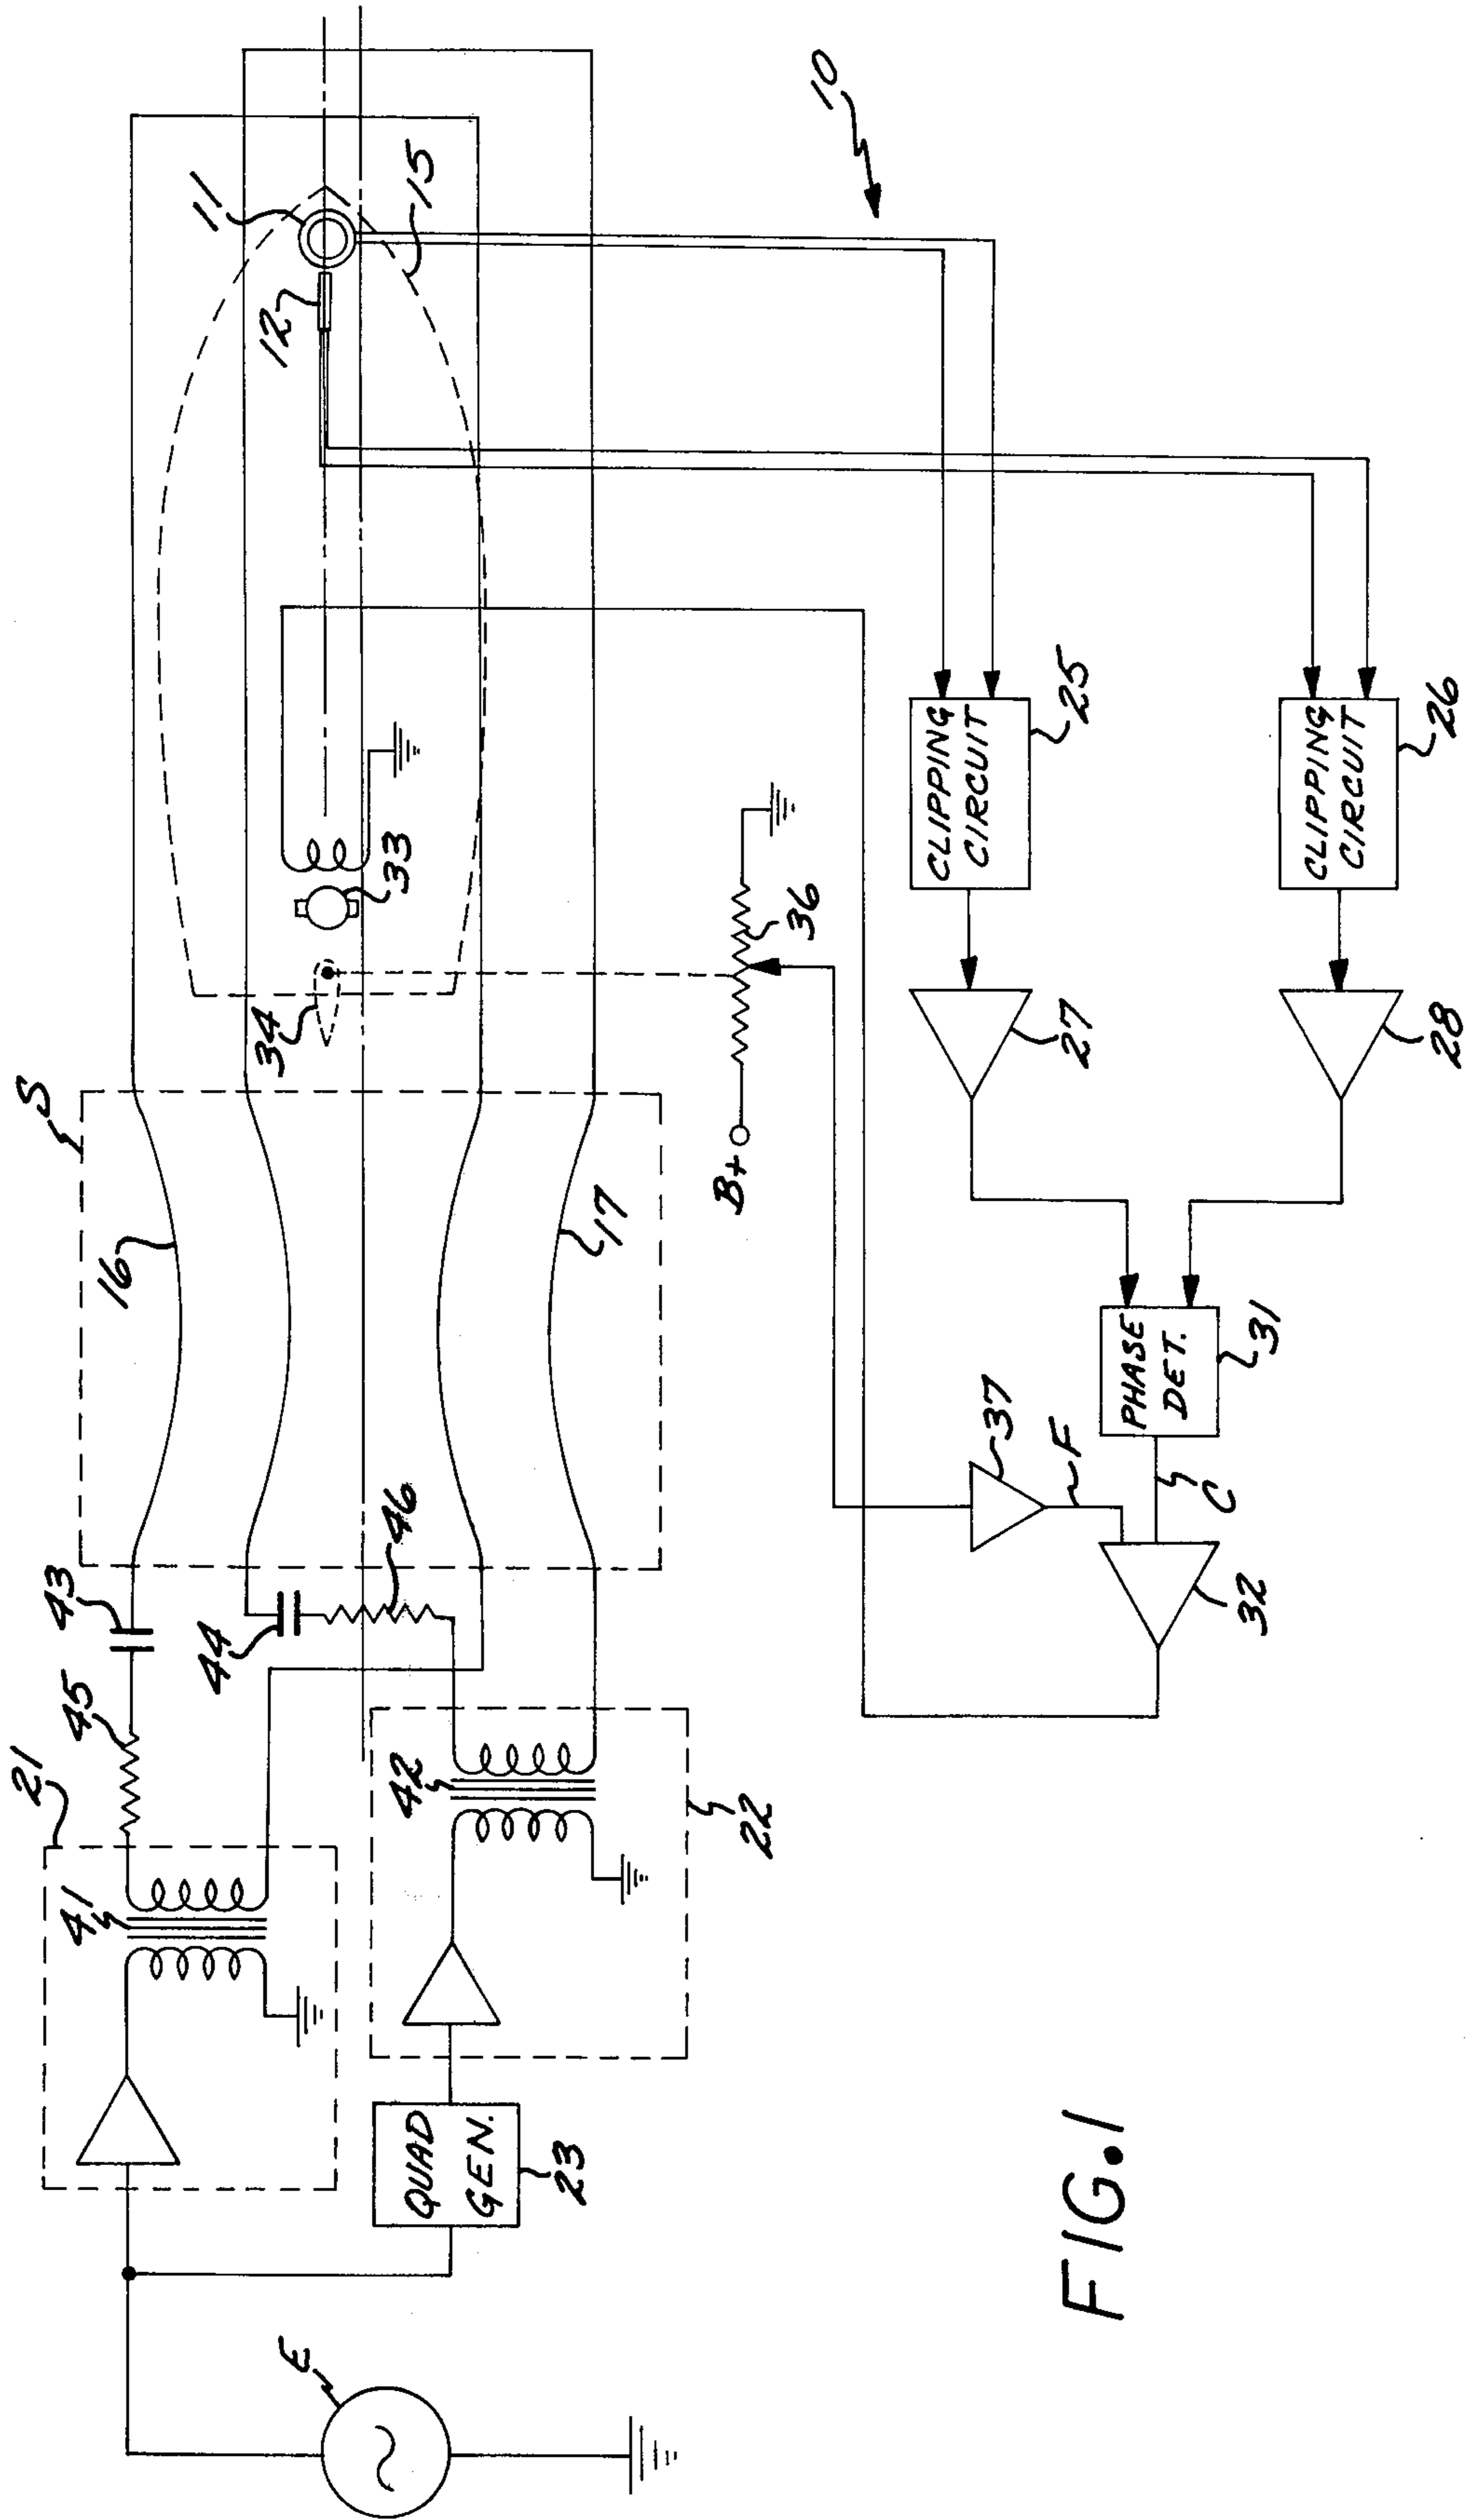 10
11
12
15
S
16
17
34
33
36
B+
CLIPPING
CIRCUIT
25
CLIPPING
CIRCUIT
26
27
28
PHASE
DET.
31
37
F
C
32
43
44
45
46
21
41
42
22
QUAD
GEN.
23
E
FIG.1